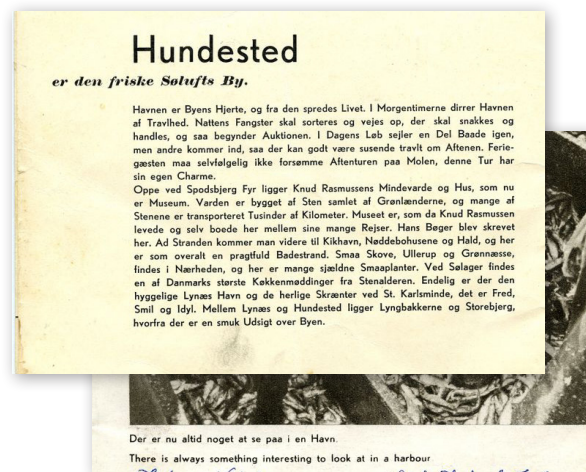 Hundested
er den friske Sølufts By.
Havnen er Byens Hjerte, og fra den spredes Livet. I Morgentimerne dirrer Havnen
af Travlhed. Nattens Fangster skal sorteres og vejes op, der skal snakkes og
handles, og saa begynder Auktionen. I Dagens Løb sejler en Del Baade igen,
men andre kommer ind, saa der kan godt være susende travlt om Aftenen. Ferie-
gæsten maa selvfølgelig ikke forsømme Aftenturen paa Molen, denne Tur har
sin egen Charme.
Oppe ved Spodsbjerg Fyr ligger Knud Rasmussens Mindevarde og Hus, som nu
er Museum. Varden er bygget af Sten samlet af Grønlænderne, og mange af
Stenene er transporteret Tusinder af Kilometer. Museet er, som da Knud Rasmussen
levede og selv boede her mellem sine mange Rejser. Hans Bøger blev skrevet
her. Ad Stranden kommer man videre til Kikhavn, Nøddebohusene og Hald, og her
er som overalt en pragtfuld Badestrand. Smaa Skove, Ullerup og Grønnæsse,
findes i Nærheden, og her er mange sjældne Smaaplanter. Ved Sølager findes
en af Danmarks største Køkkenmøddinger fra Stenalderen. Endelig er der den
hyggelige Lynæs Havn og de herlige Skrænter ved St. Karlsminde, det er Fred,
Smil og Idyl. Mellem Lynæs og Hundested ligger Lyngbakkerne og Storebjerg,
hvorfra der er en smuk Udsigt over Byen.
Der er nu altid noget at se paa i en Havn.
There is always something interesting to look at in a harbour